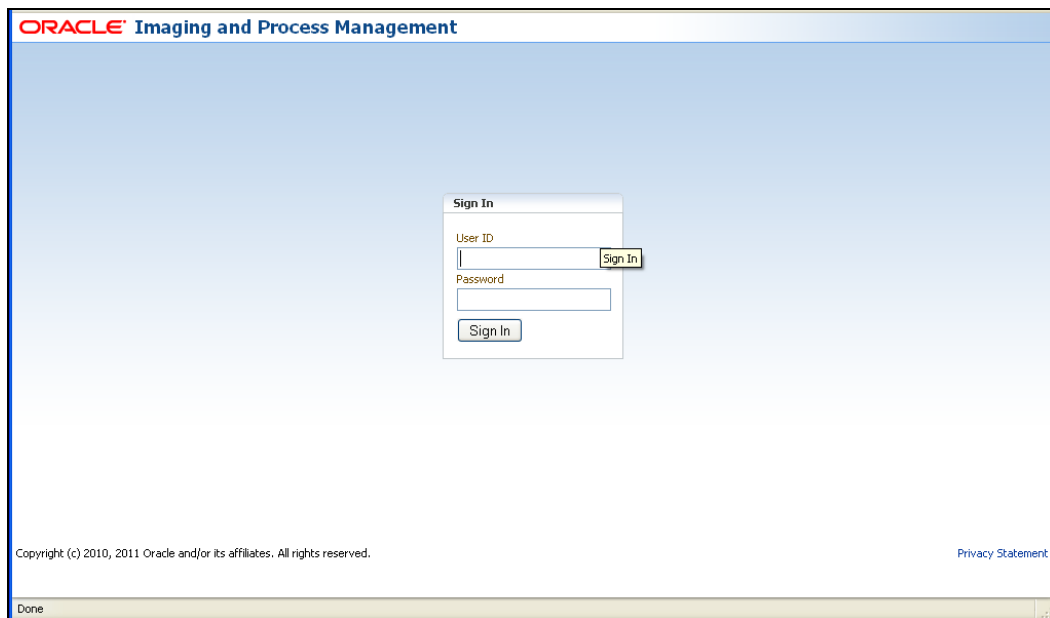 ORACLE Imaging and Process Management
Sign In
User ID
Sign In
Password
Sign In
Copyright (c) 2010, 2011 Oracle and/or its affiliates. All rights reserved.
Privacy Statement
Done